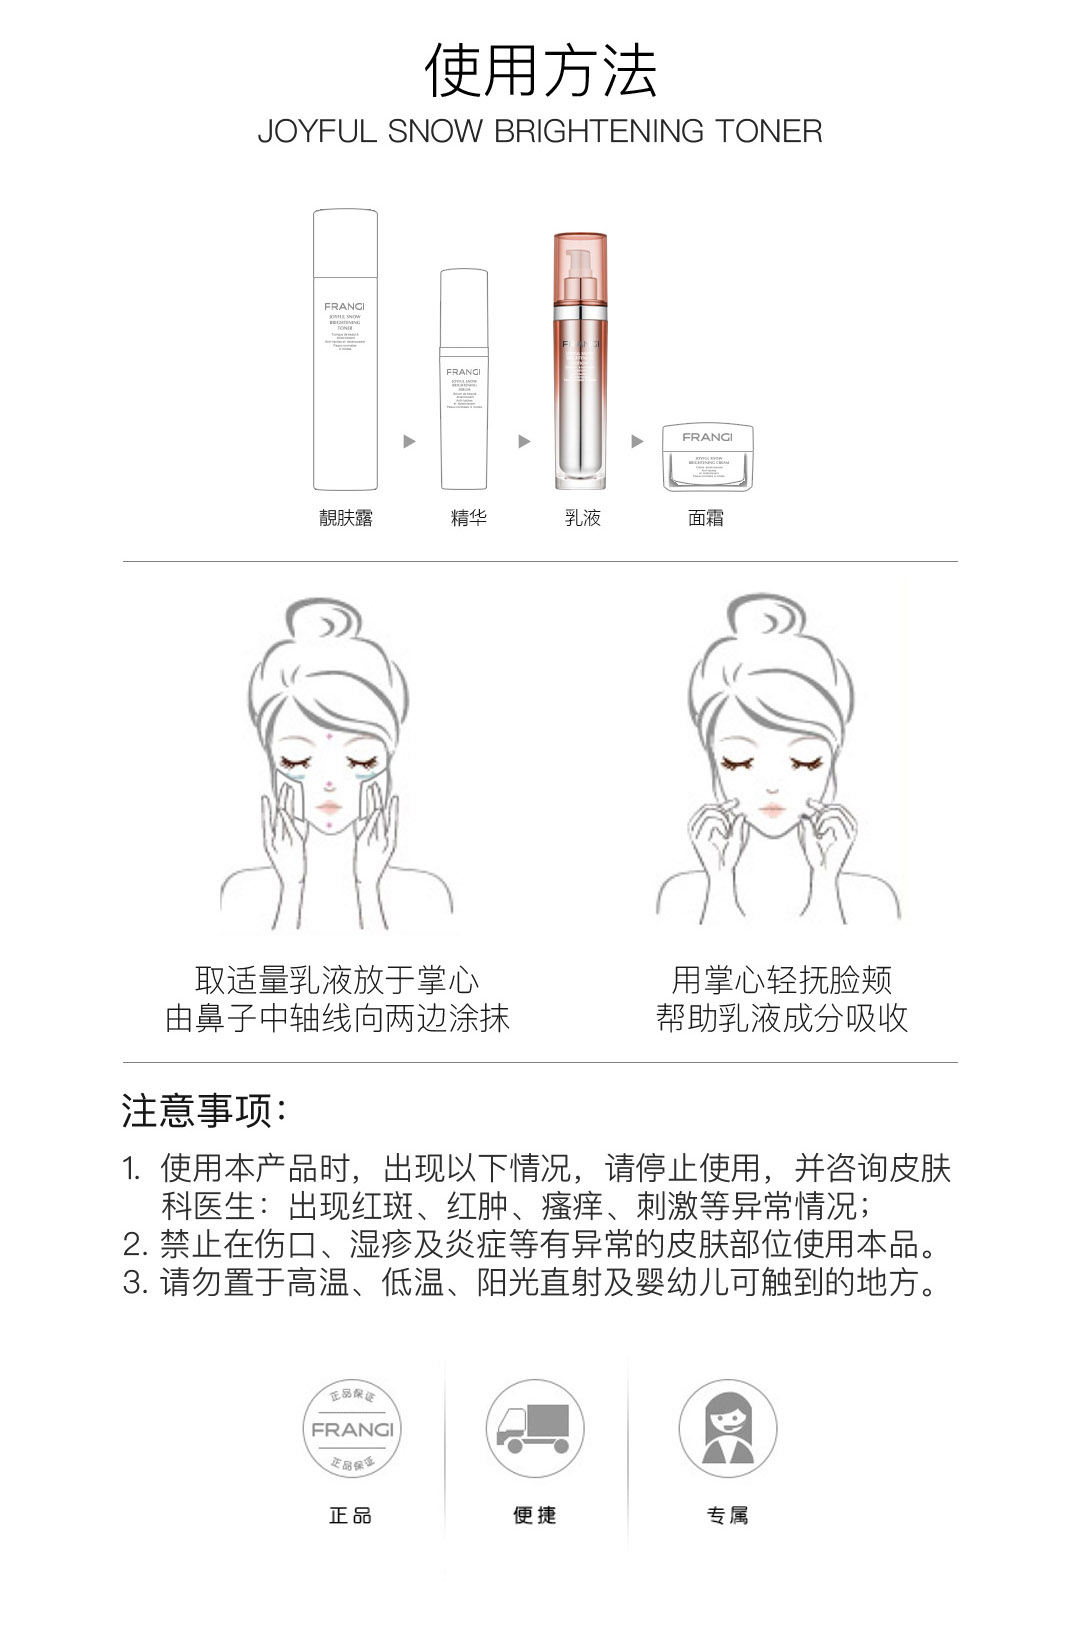 使用方法
JOYFUL SNOW BRIGHTENING TONER
FRANGI
JOYFUL SNOW
BRIGHTENING
TONER
FRANGI
JOYFUL SNOW
BRIGHTENING
SERUM
FRANGI
FRANGI
JOYFUL SNOW
BRIGHTENING CREAM
靓肤露
精华
乳液
面霜
取适量乳液放于掌心
由鼻子中轴线向两边涂抹
用掌心轻抚脸颊
帮助乳液成分吸收
注意事项：
1. 使用本产品时，出现以下情况，请停止使用，并咨询皮肤
科医生：出现红斑、红肿、瘙痒、刺激等异常情况；
2. 禁止在伤口、湿疹及炎症等有异常的皮肤部位使用本品。
3. 请勿置于高温、低温、阳光直射及婴幼儿可触到的地方。
正品保证
FRANGI
正品保证
正品
便捷
专属